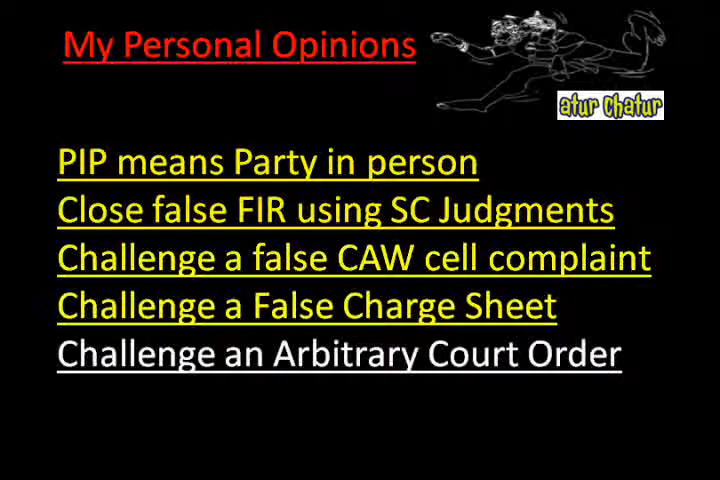 My Personal Opinions
atur chatur
PIP means Party in person
Close false FIR using SC Judgments
Challenge a false CAW cell complaint
Challenge a False Charge Sheet
Challenge an Arbitrary Court Order